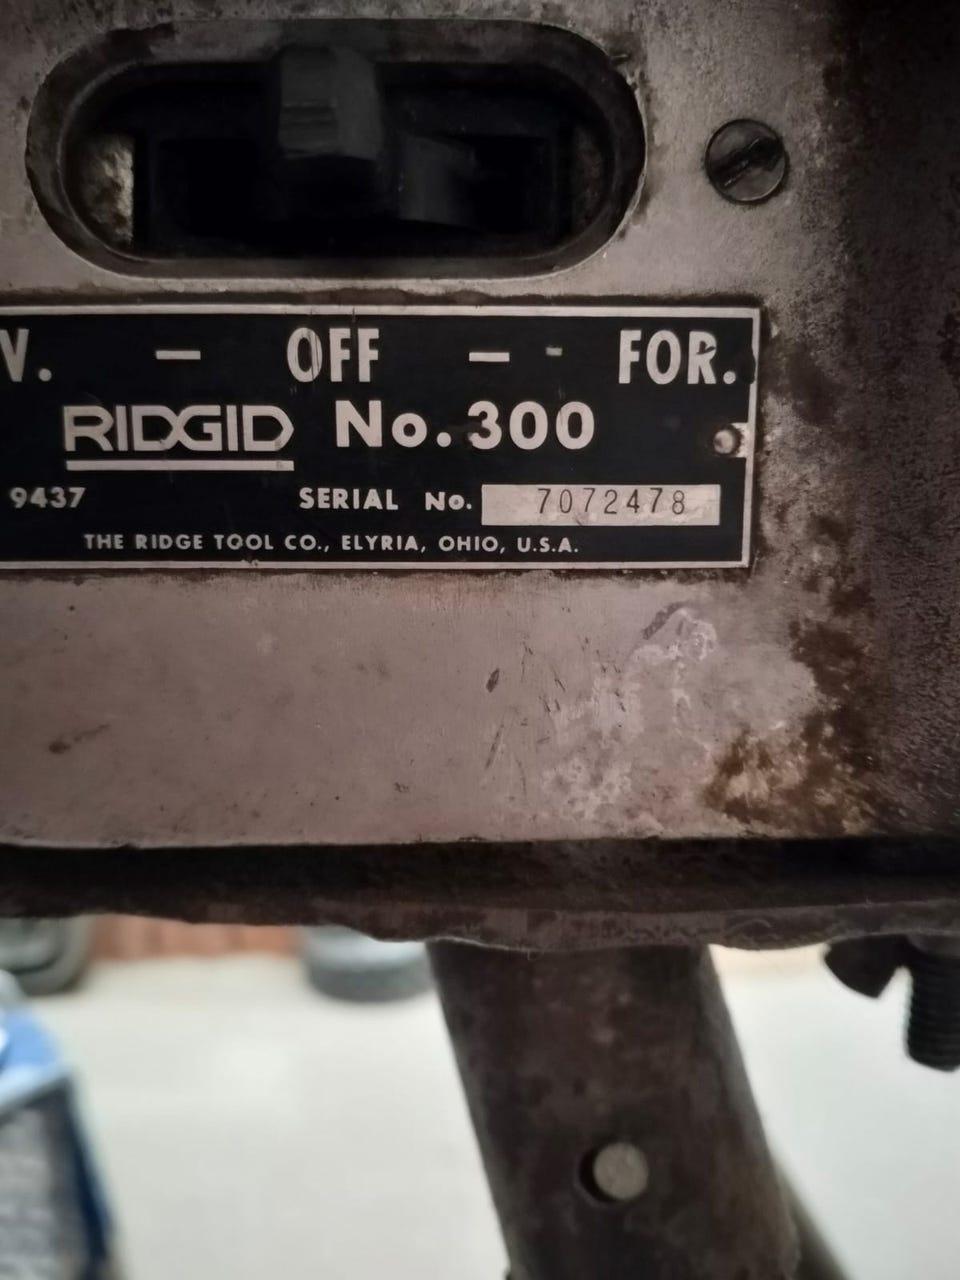 V. – OFF – - FOR.
RIDGID No. 300
9437 SERIAL No. 7072478
THE RIDGE TOOL CO., ELYRIA, OHIO, U.S.A.